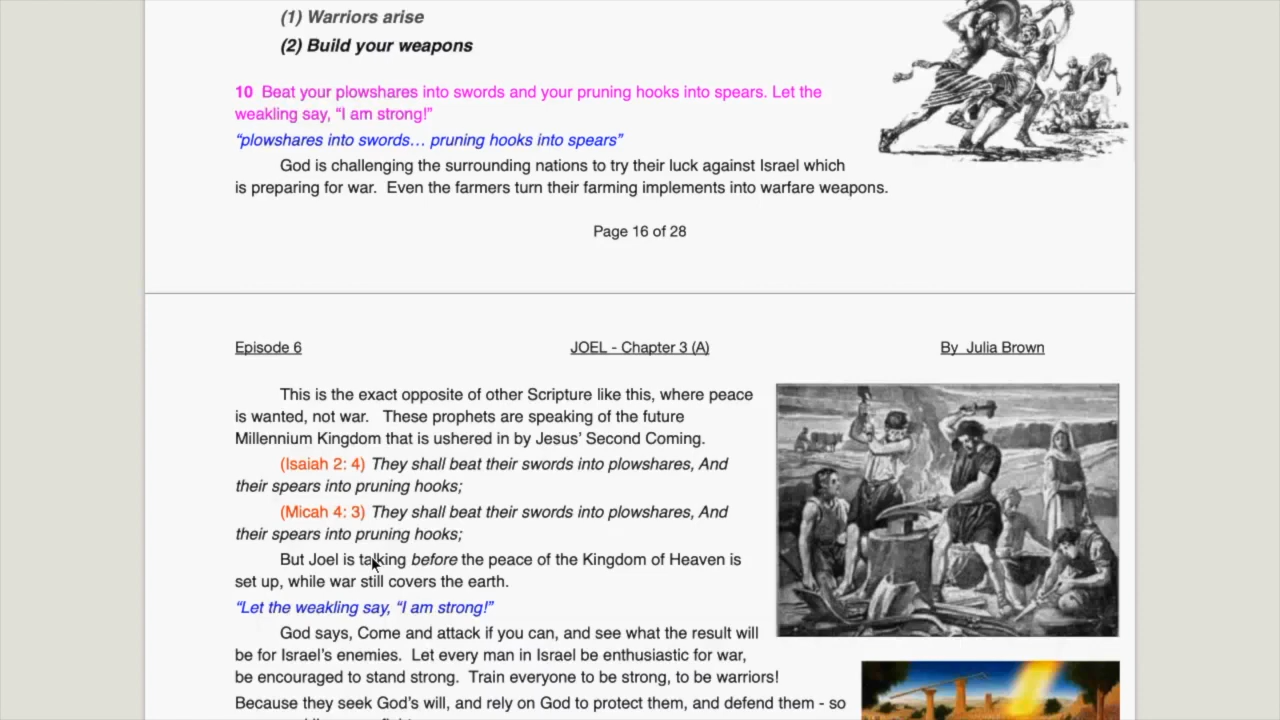 (1) Warriors arise
(2) Build your weapons
10 Beat your plowshares into swords and your pruning hooks into spears. Let the
weakling say, “I am strong!”
“plowshares into swords… pruning hooks into spears”
God is challenging the surrounding nations to try their luck against Israel which
is preparing for war. Even the farmers turn their farming implements into warfare weapons.
Page 16 of 28
Episode 6 JOEL - Chapter 3 (A) By Julia Brown
This is the exact opposite of other Scripture like this, where peace
is wanted, not war. These prophets are speaking of the future
Millennium Kingdom that is ushered in by Jesus’ Second Coming.
(Isaiah 2: 4) They shall beat their swords into plowshares, And
their spears into pruning hooks;
(Micah 4: 3) They shall beat their swords into plowshares, And
their spears into pruning hooks;
But Joel is talking before the peace of the Kingdom of Heaven is
set up, while war still covers the earth.
“Let the weakling say, “I am strong!”
God says, Come and attack if you can, and see what the result will
be for Israel’s enemies. Let every man in Israel be enthusiastic for war,
be encouraged to stand strong. Train everyone to be strong, to be warriors!
Because they seek God’s will, and rely on God to protect them, and defend them - so